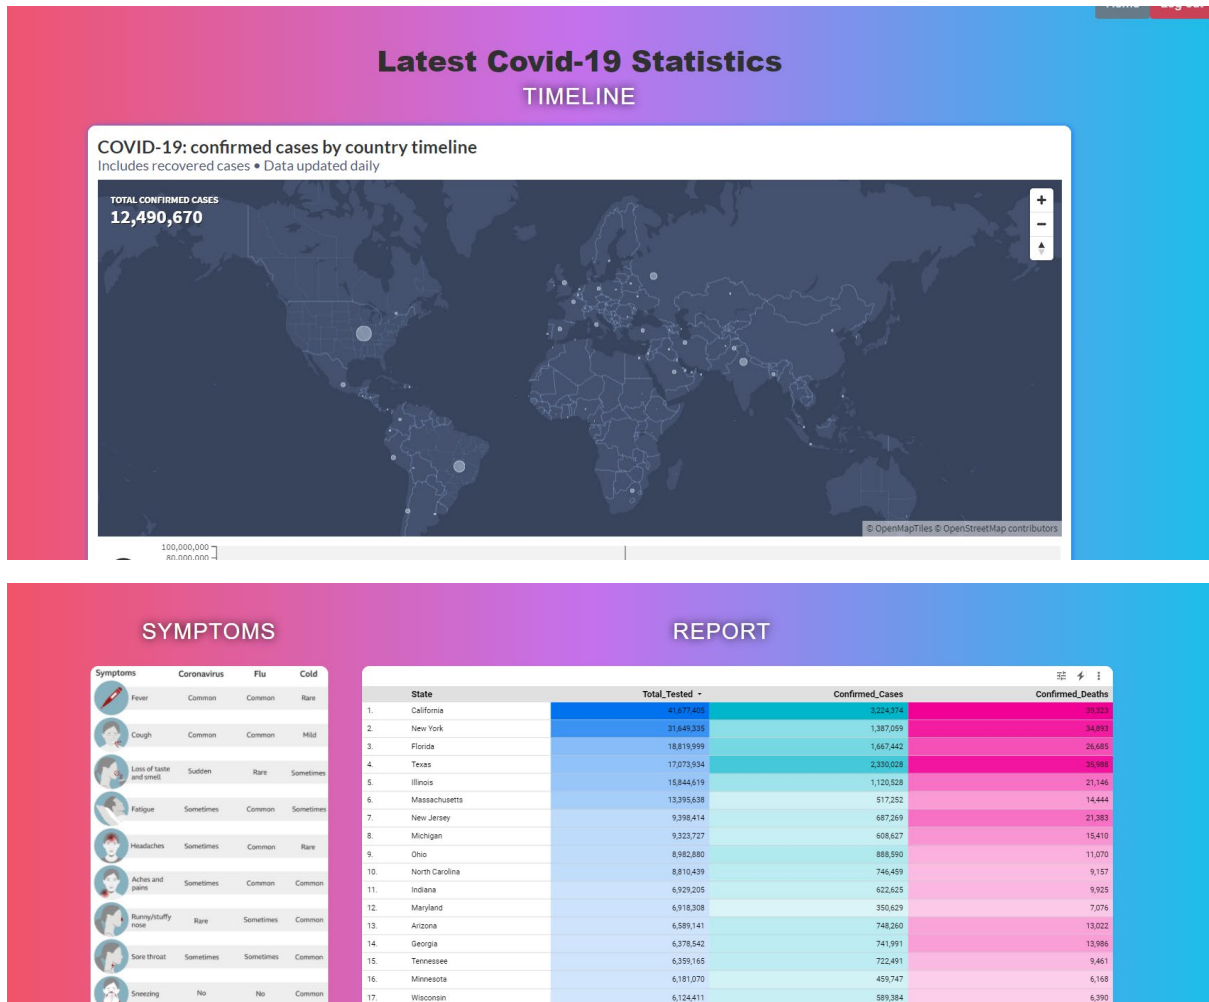 Home Log out
Latest Covid-19 Statistics
TIMELINE
COVID-19: confirmed cases by country timeline
Includes recovered cases • Data updated daily
TOTAL CONFIRMED CASES
12,490,670
+
−
© OpenMapTiles © OpenStreetMap contributors
100,000,000
80,000,000
SYMPTOMS
Symptoms Coronavirus Flu Cold
Fever Common Common Rare
Cough Common Common Mild
Loss of taste and smell Sudden Rare Sometimes
Fatigue Sometimes Common Sometimes
Headaches Sometimes Common Rare
Aches and pains Sometimes Common Common
Runny/stuffy nose Rare Sometimes Common
Sore throat Sometimes Sometimes Common
Sneezing No No Common
REPORT
State Total_Tested Confirmed_Cases Confirmed_Deaths
1. California 41,677,405 3,224,374 39,323
2. New York 31,649,335 1,387,059 34,893
3. Florida 18,819,999 1,667,442 26,685
4. Texas 17,073,934 2,330,028 35,988
5. Illinois 15,844,619 1,120,528 21,146
6. Massachusetts 13,395,638 517,252 14,444
7. New Jersey 9,398,414 687,269 21,383
8. Michigan 9,323,727 608,627 15,410
9. Ohio 8,982,880 888,590 11,070
10. North Carolina 8,810,439 746,459 9,157
11. Indiana 6,929,205 622,625 9,925
12. Maryland 6,918,308 350,629 7,076
13. Arizona 6,589,141 748,260 13,022
14. Georgia 6,378,542 741,991 13,986
15. Tennessee 6,359,165 722,491 9,461
16. Minnesota 6,181,070 459,747 6,168
17. Wisconsin 6,124,411 589,384 6,390